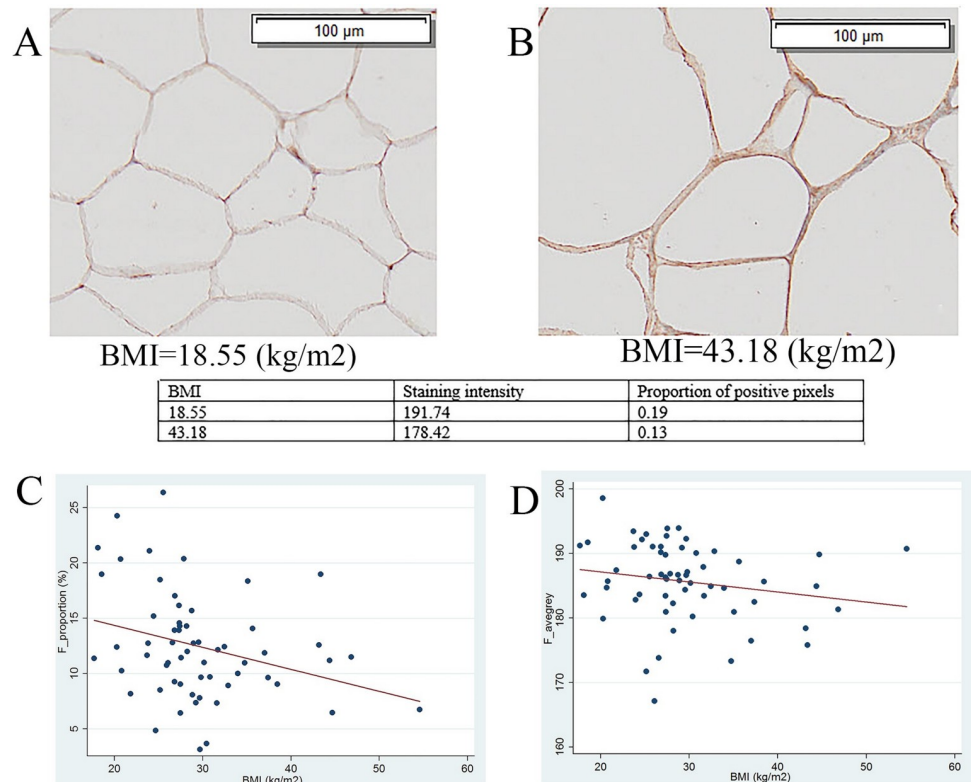 A
100 µm
B
100 µm
BMI=18.55 (kg/m2)
BMI=43.18 (kg/m2)
BMI Staining intensity Proportion of positive pixels
18.55 191.74 0.19
43.18 178.42 0.13
C
F_proportion (%)
25
20
15
10
5
20 30 40 50 60
BMI (kg/m2)
D
F_avegrey
200
190
180
170
160
20 30 40 50 60
BMI (kg/m2)